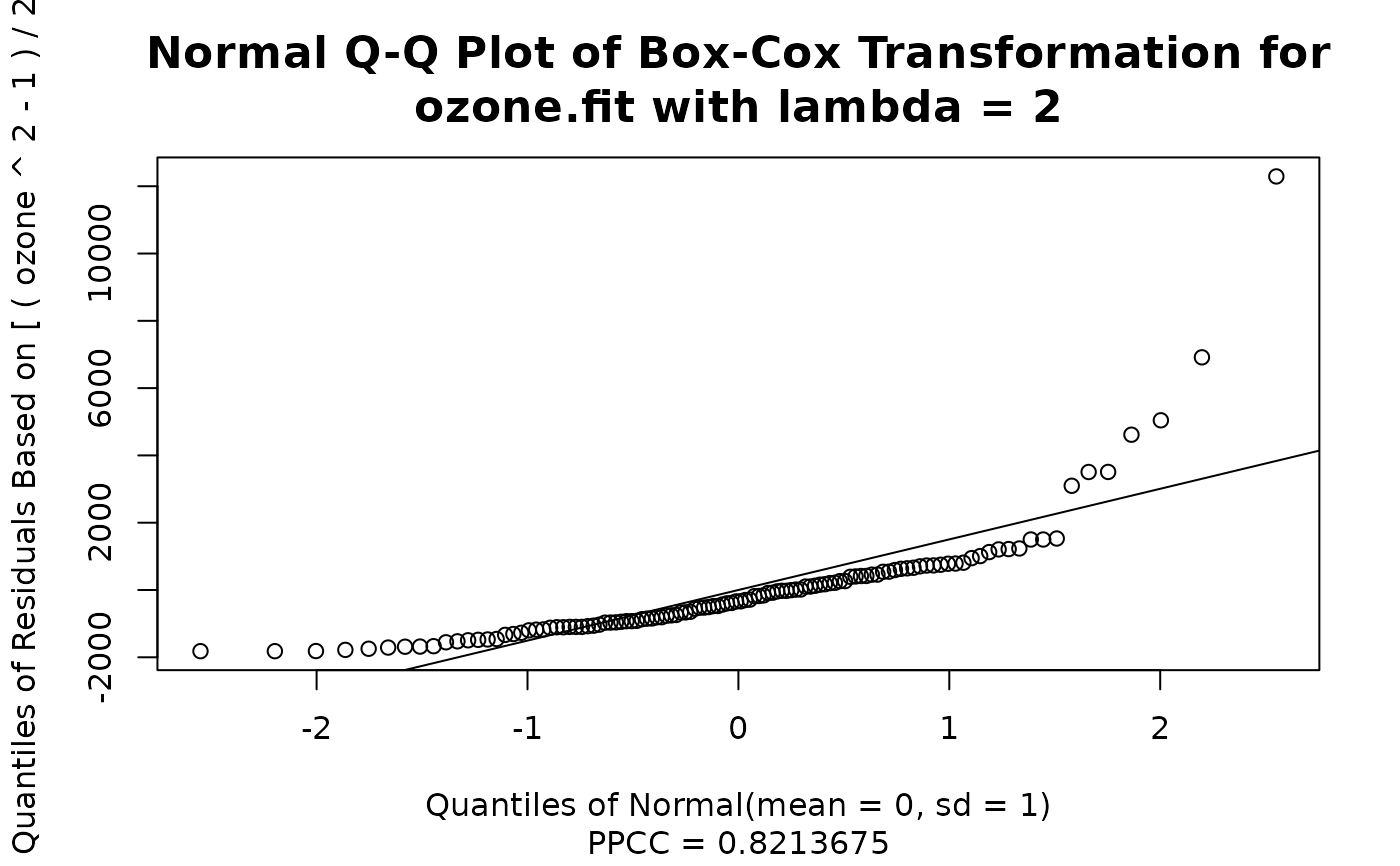 Normal Q-Q Plot of Box-Cox Transformation for
ozone.fit with lambda = 2
Quantiles of Residuals Based on [ ( ozone ^ 2 - 1 ) / 2
10000
6000
2000
-2000
-2 -1 0 1 2
Quantiles of Normal(mean = 0, sd = 1)
PPCC = 0.8213675